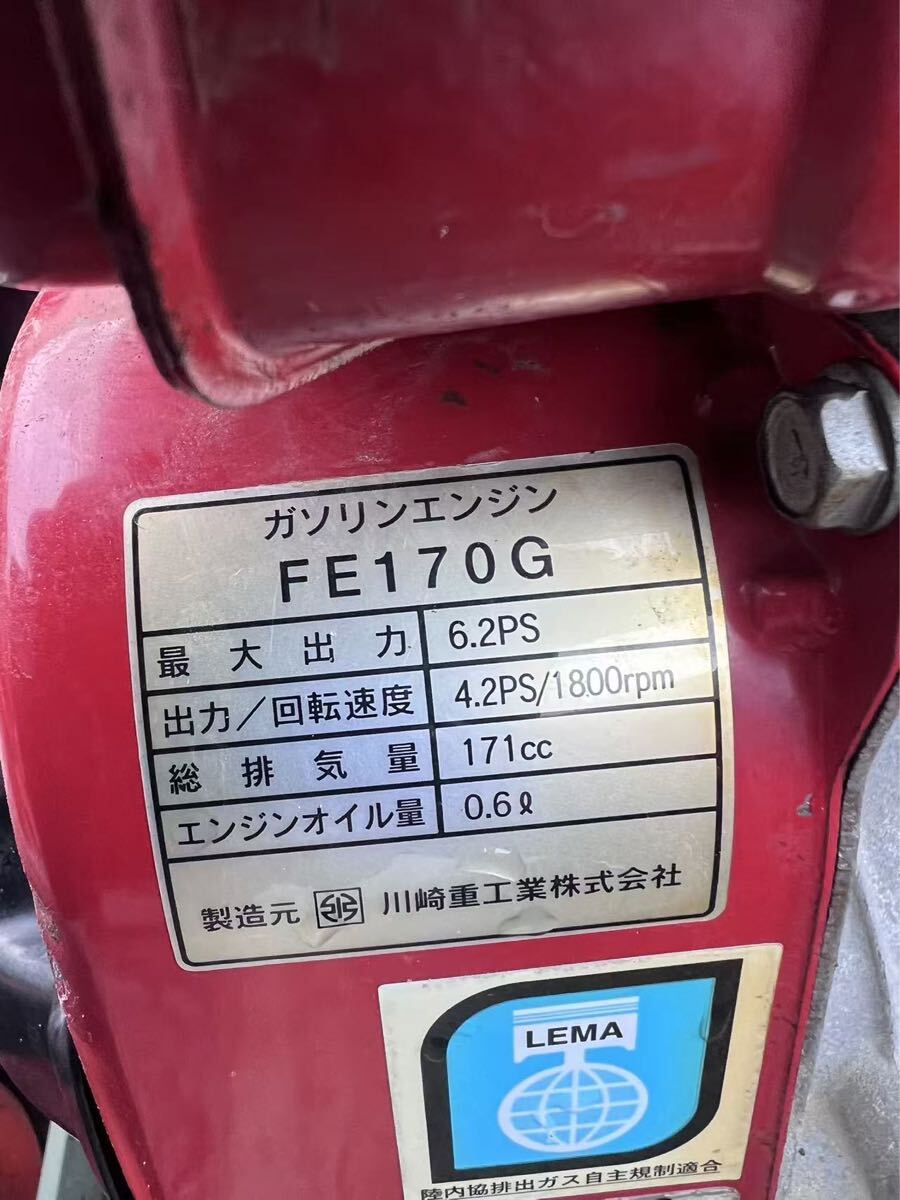 ガソリンエンジン
FE170G
最大出力 6.2PS
出力/回転速度 4.2PS/1800rpm
総排気量 171cc
エンジンオイル量 0.6ℓ
製造元 川崎重工業株式会社
LEMA
陸内協排出ガス自主規制適合